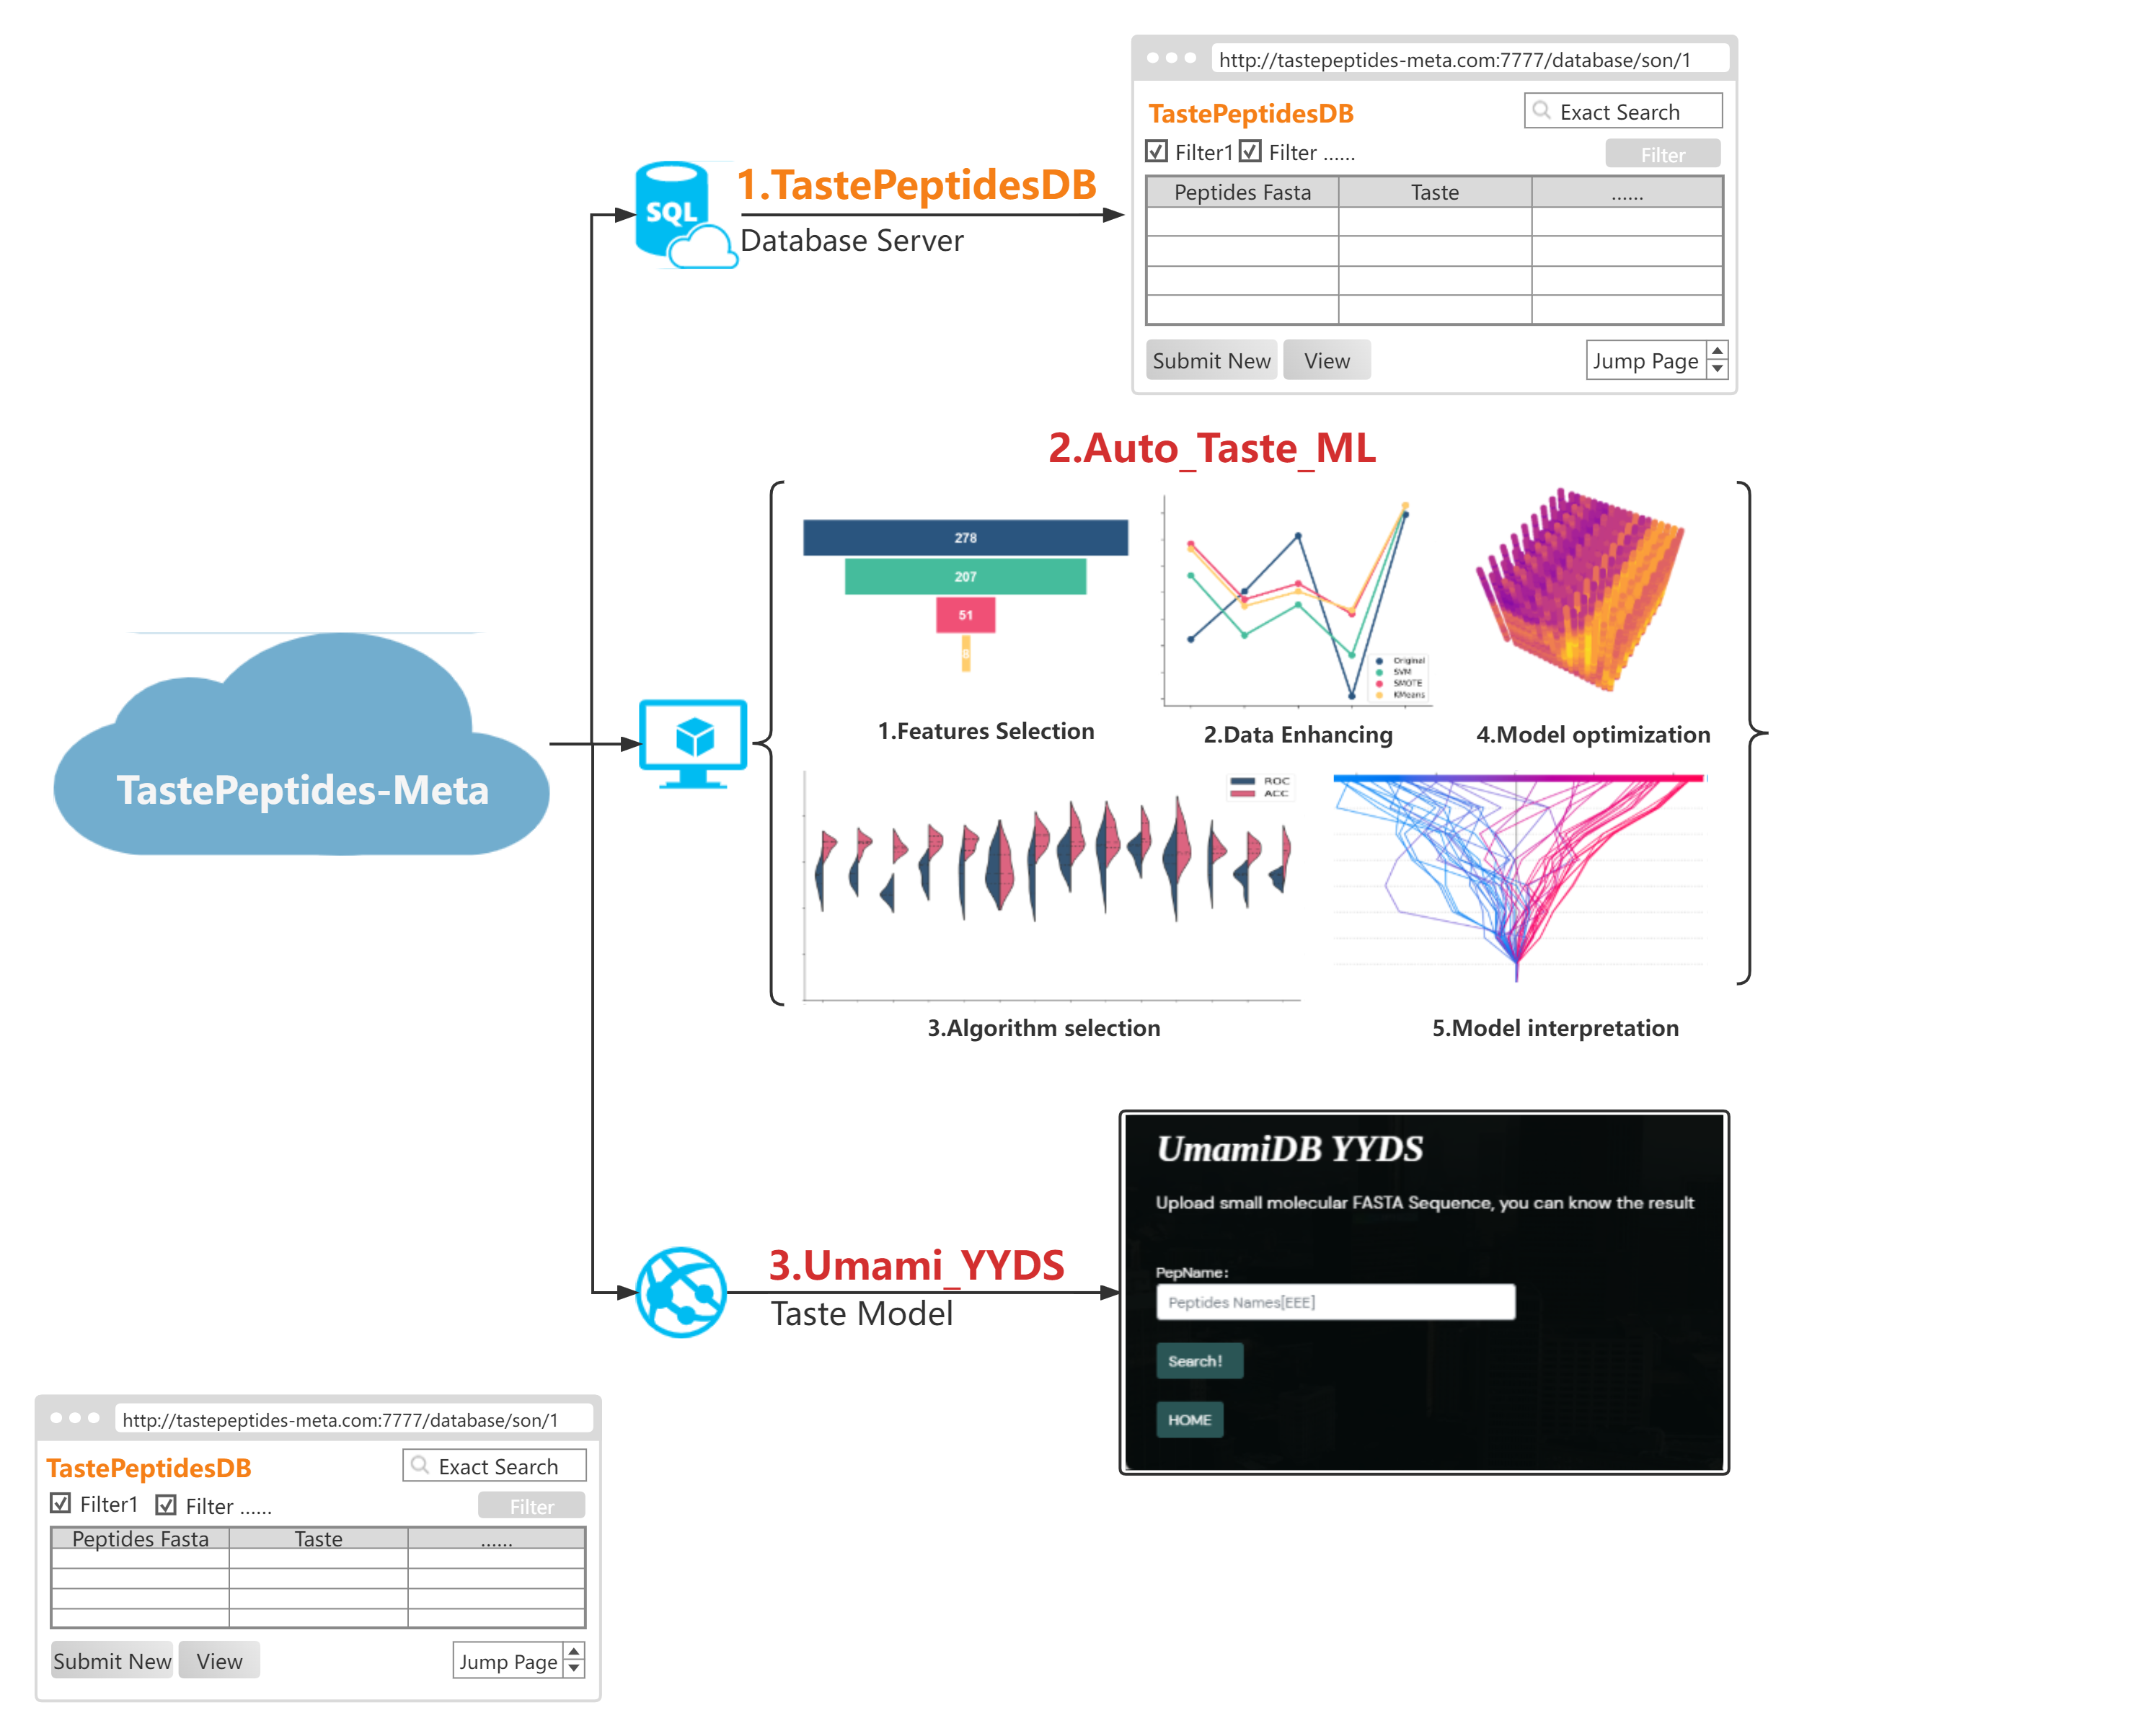 http://tastepeptides-meta.com:7777/database/son/1
TastePeptidesDB
Exact Search
Filter1
Filter ......
Filter
Peptides Fasta
Taste
......
Submit New
View
Jump Page
SQL
1.TastePeptidesDB
Database Server
2.Auto_Taste_ML
278
207
51
8
1.Features Selection
Original
SVM
SMOTE
KMeans
2.Data Enhancing
4.Model optimization
TastePeptides-Meta
ROC
ACC
3.Algorithm selection
5.Model interpretation
3.Umami_YYDS
Taste Model
UmamiDB YYDS
Upload small molecular FASTA Sequence, you can know the result
PepName:
Peptides Names[EEE]
Search!
HOME
http://tastepeptides-meta.com:7777/database/son/1
TastePeptidesDB
Exact Search
Filter1
Filter ......
Filter
Peptides Fasta
Taste
......
Submit New
View
Jump Page